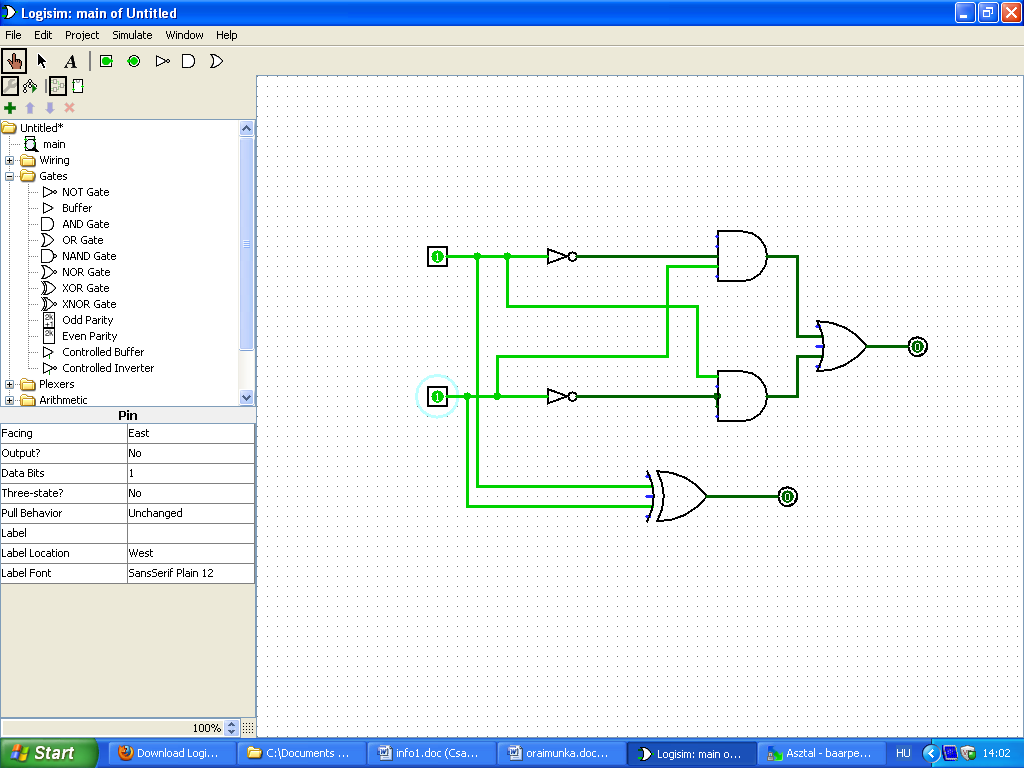 Logisim: main of Untitled
File Edit Project Simulate Window Help
A
Untitled*
main
Wiring
Gates
NOT Gate
Buffer
AND Gate
OR Gate
NAND Gate
NOR Gate
XOR Gate
XNOR Gate
Odd Parity
Even Parity
Controlled Buffer
Controlled Inverter
Plexers
Arithmetic
Pin
Facing East
Output? No
Data Bits 1
Three-state? No
Pull Behavior Unchanged
Label
Label Location West
Label Font SansSerif Plain 12
1
1
0
0
100%
Start Download Logi... C:\Documents ... info1.doc (Csa... oraimunka.doc... Logisim: main o... Asztal - baarpe... HU 14:02